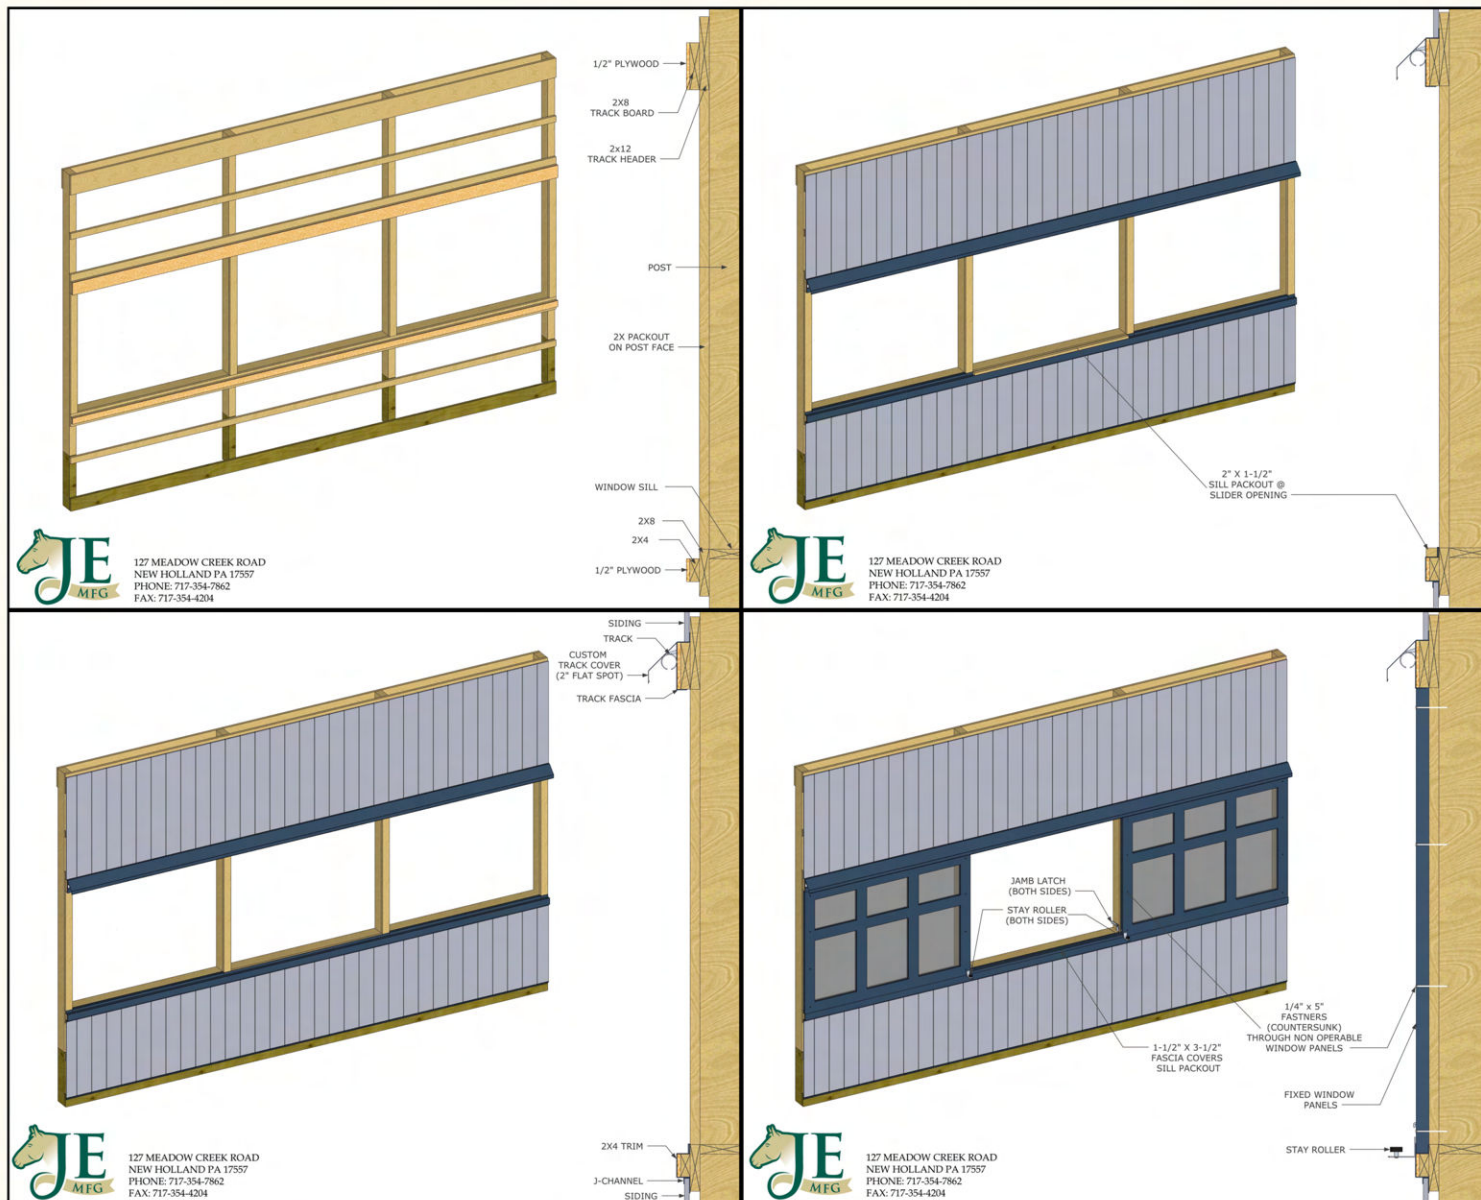 1/2" PLYWOOD
2X8
TRACK BOARD
2x12
TRACK HEADER
POST
2X PACKOUT
ON POST FACE
WINDOW SILL
2X8
2X4
1/2" PLYWOOD
JE
MFG
127 MEADOW CREEK ROAD
NEW HOLLAND PA 17557
PHONE: 717-354-7862
FAX: 717-354-4204
2" X 1-1/2"
SILL PACKOUT @
SLIDER OPENING
JE
MFG
127 MEADOW CREEK ROAD
NEW HOLLAND PA 17557
PHONE: 717-354-7862
FAX: 717-354-4204
SIDING
TRACK
CUSTOM
TRACK COVER
(2" FLAT SPOT)
TRACK FASCIA
2X4 TRIM
J-CHANNEL
SIDING
JE
MFG
127 MEADOW CREEK ROAD
NEW HOLLAND PA 17557
PHONE: 717-354-7862
FAX: 717-354-4204
JAMB LATCH
(BOTH SIDES)
STAY ROLLER
(BOTH SIDES)
1/4" x 5"
FASTNERS
(COUNTERSUNK)
THROUGH NON OPERABLE
WINDOW PANELS
1-1/2" X 3-1/2"
FASCIA COVERS
SILL PACKOUT
FIXED WINDOW
PANELS
STAY ROLLER
JE
MFG
127 MEADOW CREEK ROAD
NEW HOLLAND PA 17557
PHONE: 717-354-7862
FAX: 717-354-4204